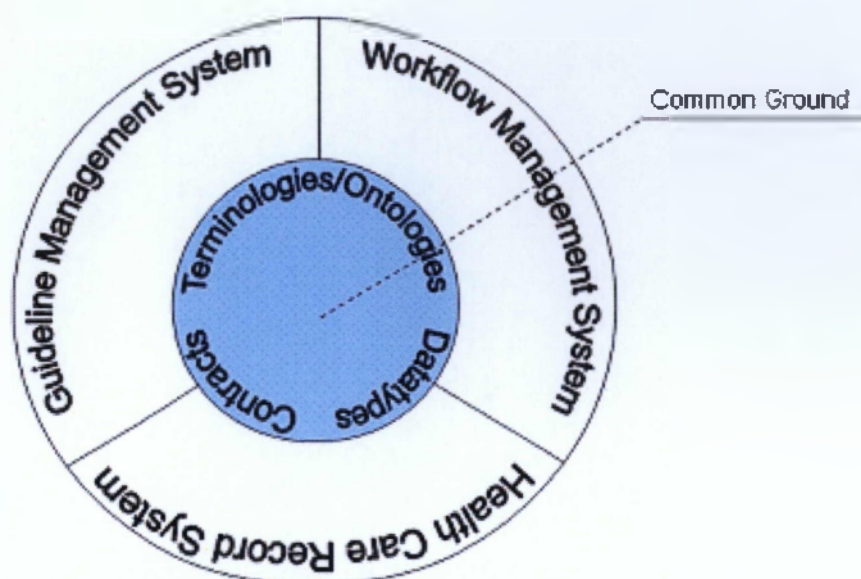 Guideline Management System
Workflow Management System
Common Ground
Terminologies/Ontologies
Contracts
Datatypes
Health Care Record System